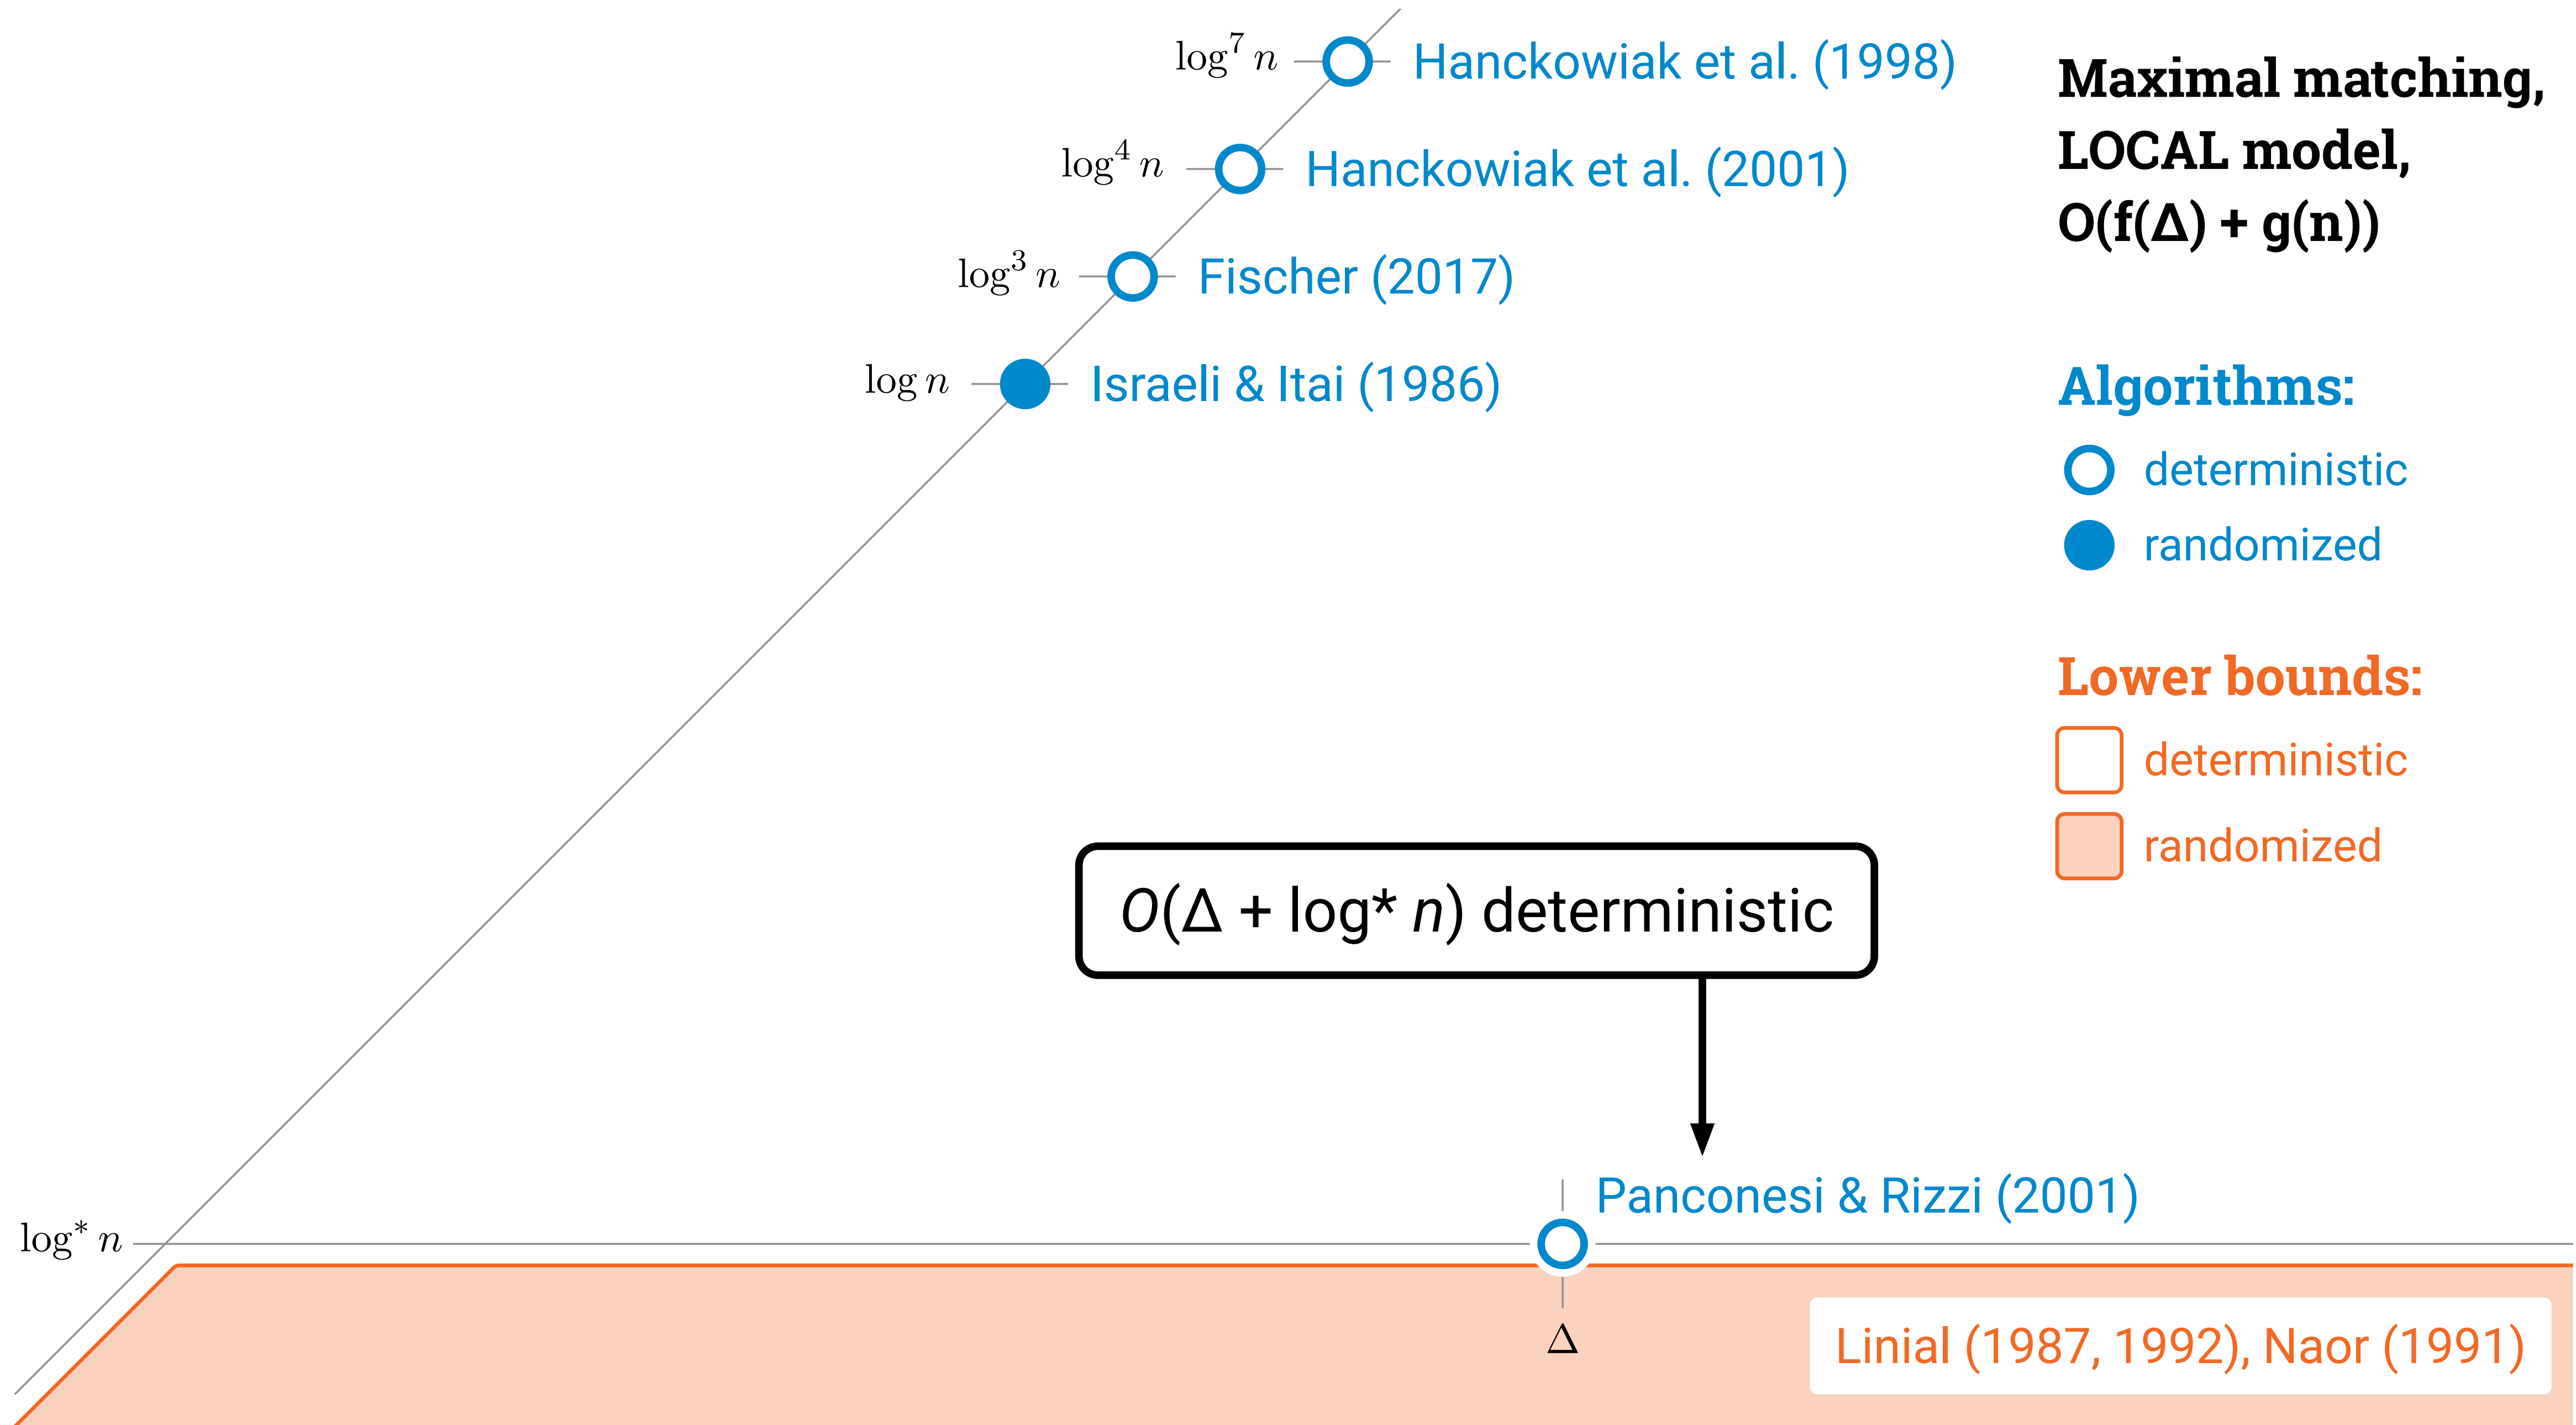 log⁷ n
Hanckowiak et al. (1998)
log⁴ n
Hanckowiak et al. (2001)
log³ n
Fischer (2017)
log n
Israeli & Itai (1986)
Maximal matching,
LOCAL model,
O(f(Δ) + g(n))
Algorithms:
deterministic
randomized
Lower bounds:
deterministic
randomized
O(Δ + log* n) deterministic
Panconesi & Rizzi (2001)
log* n
Δ
Linial (1987, 1992), Naor (1991)